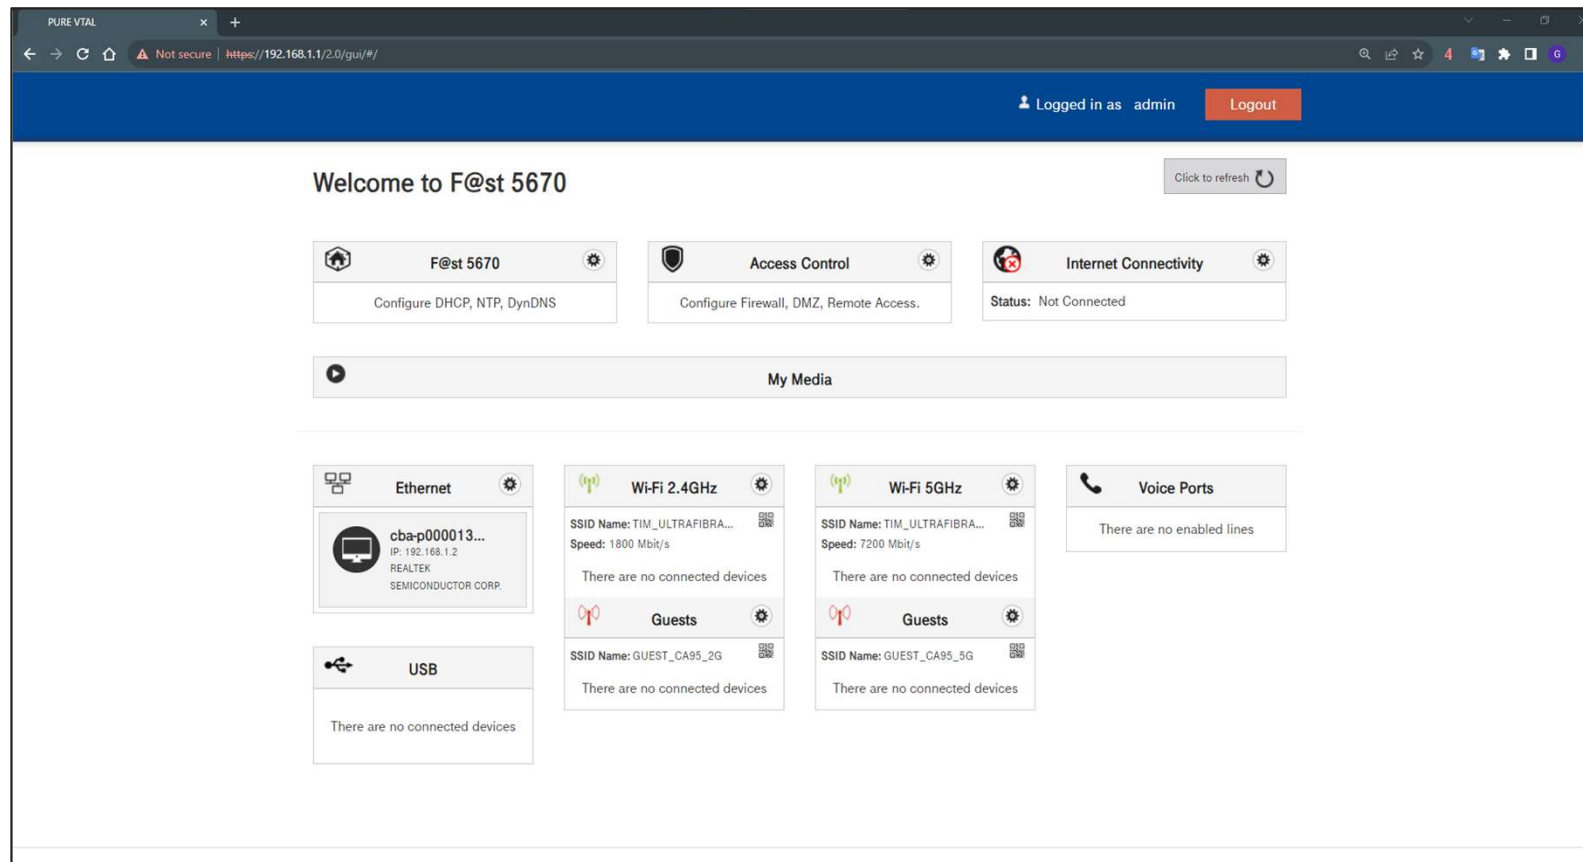 PURE VTAL
Not secure | https://192.168.1.1/2.0/gui/#/
4
G
Logged in as admin
Logout
Welcome to F@st 5670
Click to refresh
F@st 5670
Configure DHCP, NTP, DynDNS
Access Control
Configure Firewall, DMZ, Remote Access.
Internet Connectivity
Status: Not Connected
My Media
Ethernet
cba-p000013...
IP: 192.168.1.2
REALTEK
SEMICONDUCTOR CORP.
USB
There are no connected devices
Wi-Fi 2.4GHz
SSID Name: TIM_ULTRAFIBRA...
Speed: 1800 Mbit/s
There are no connected devices
Guests
SSID Name: GUEST_CA95_2G
There are no connected devices
Wi-Fi 5GHz
SSID Name: TIM_ULTRAFIBRA...
Speed: 7200 Mbit/s
There are no connected devices
Guests
SSID Name: GUEST_CA95_5G
There are no connected devices
Voice Ports
There are no enabled lines